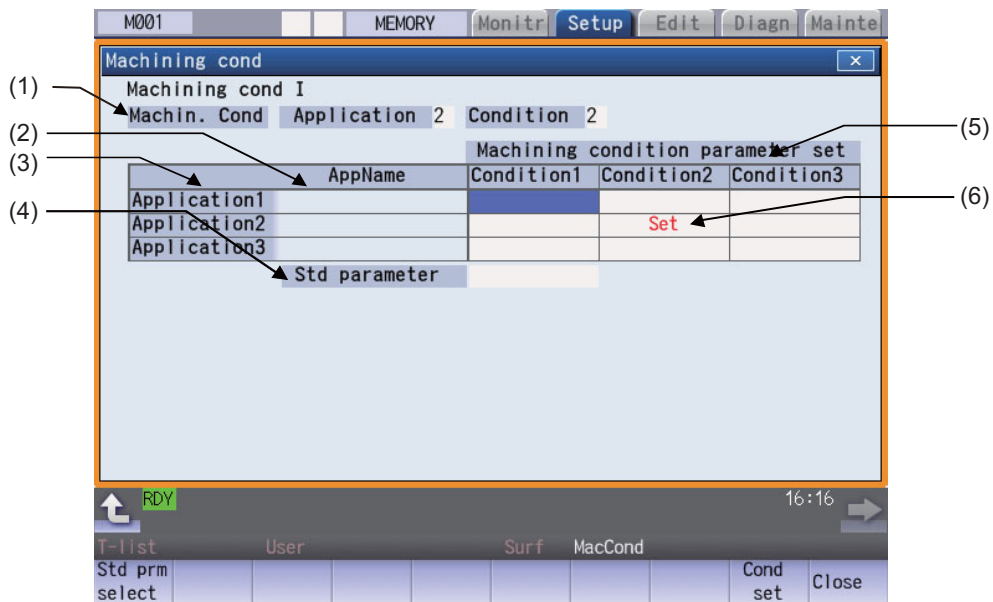 M001 MEMORY Monitr Setup Edit Diagn Mainte
Machining cond
Machining cond I
(1)
Machin. Cond Application 2 Condition 2
(2)
(5)
Machining condition parameter set
(3)
AppName Condition1 Condition2 Condition3
Application1
(4)
(6)
Application2 Set
Application3
Std parameter
RDY 16:16
T-list User Surf MacCond
Std prm select Cond set Close